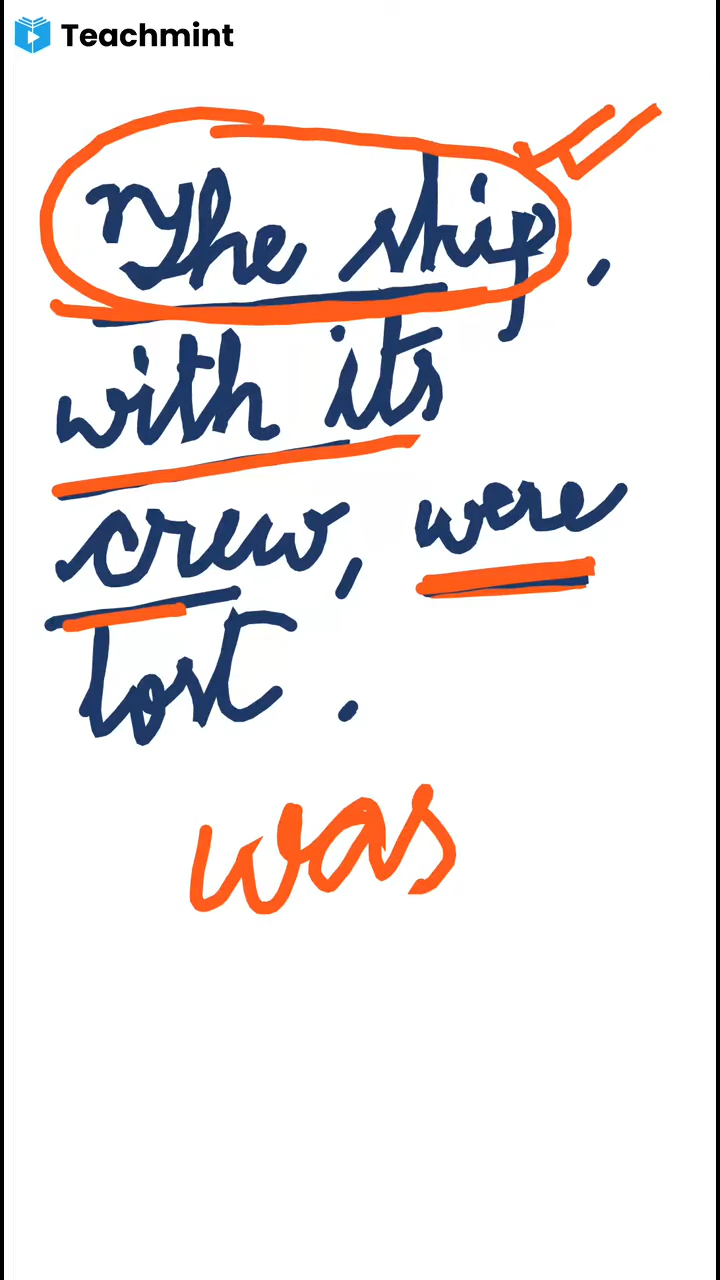 Teachmint
The ship,
with its
crew, were
lost.
was